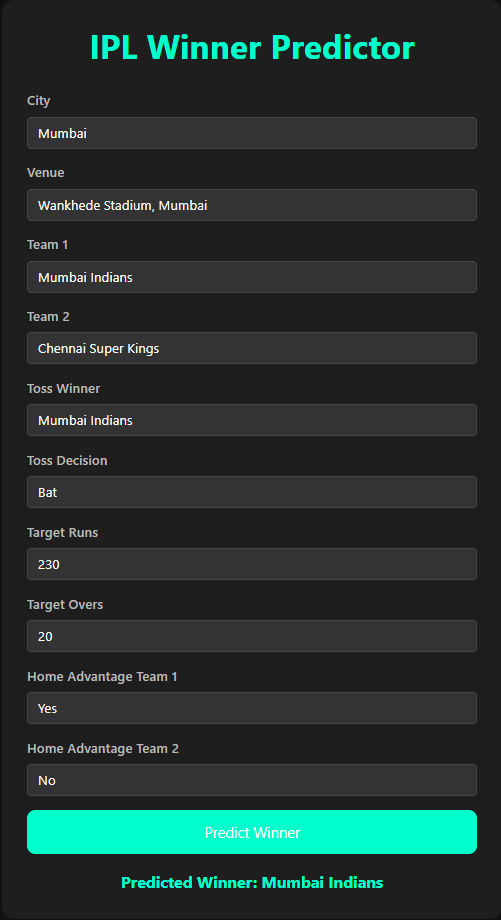 IPL Winner Predictor
City
Mumbai
Venue
Wankhede Stadium, Mumbai
Team 1
Mumbai Indians
Team 2
Chennai Super Kings
Toss Winner
Mumbai Indians
Toss Decision
Bat
Target Runs
230
Target Overs
20
Home Advantage Team 1
Yes
Home Advantage Team 2
No
Predict Winner
Predicted Winner: Mumbai Indians